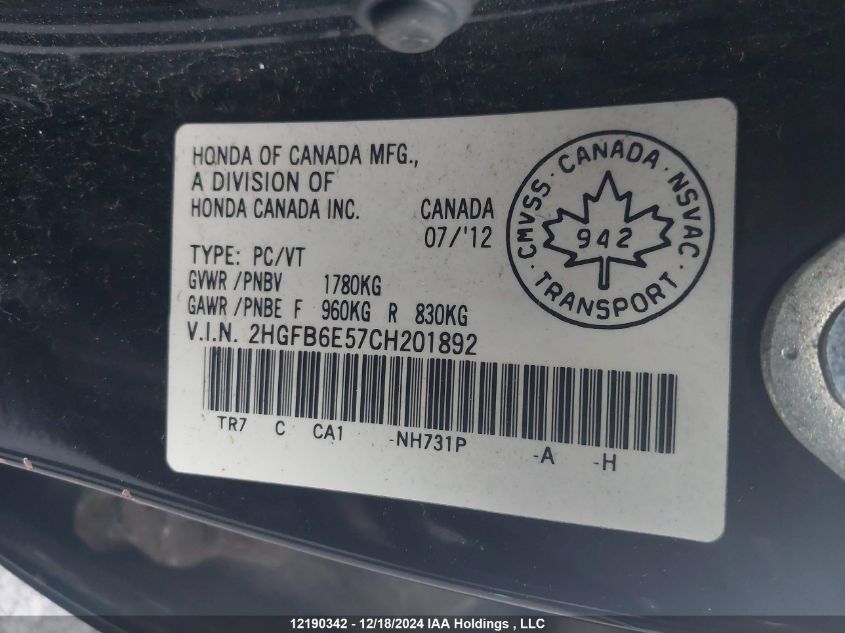 HONDA OF CANADA MFG.,
A DIVISION OF
HONDA CANADA INC. CANADA
07/'12
TYPE: PC/VT
GVWR /PNBV 1780KG
GAWR /PNBE F 960KG R 830KG
V.I.N. 2HGFB6E57CH201892
TR7 C CA1 -NH731P -A -H
CMVSS · CANADA · NSVAC
942
· TRANSPORT ·
12190342 - 12/18/2024 IAA Holdings , LLC